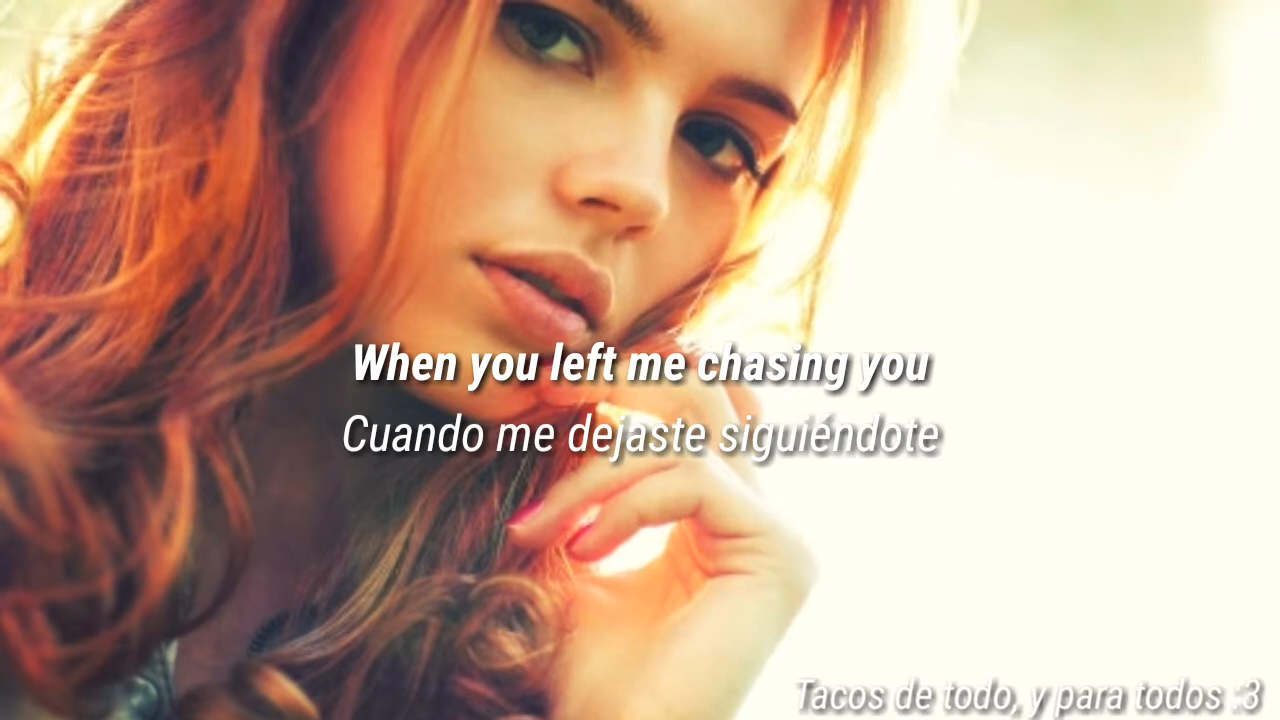 When you left me chasing you
Cuando me dejaste siguiéndote
Tacos de todo, y para todos :3